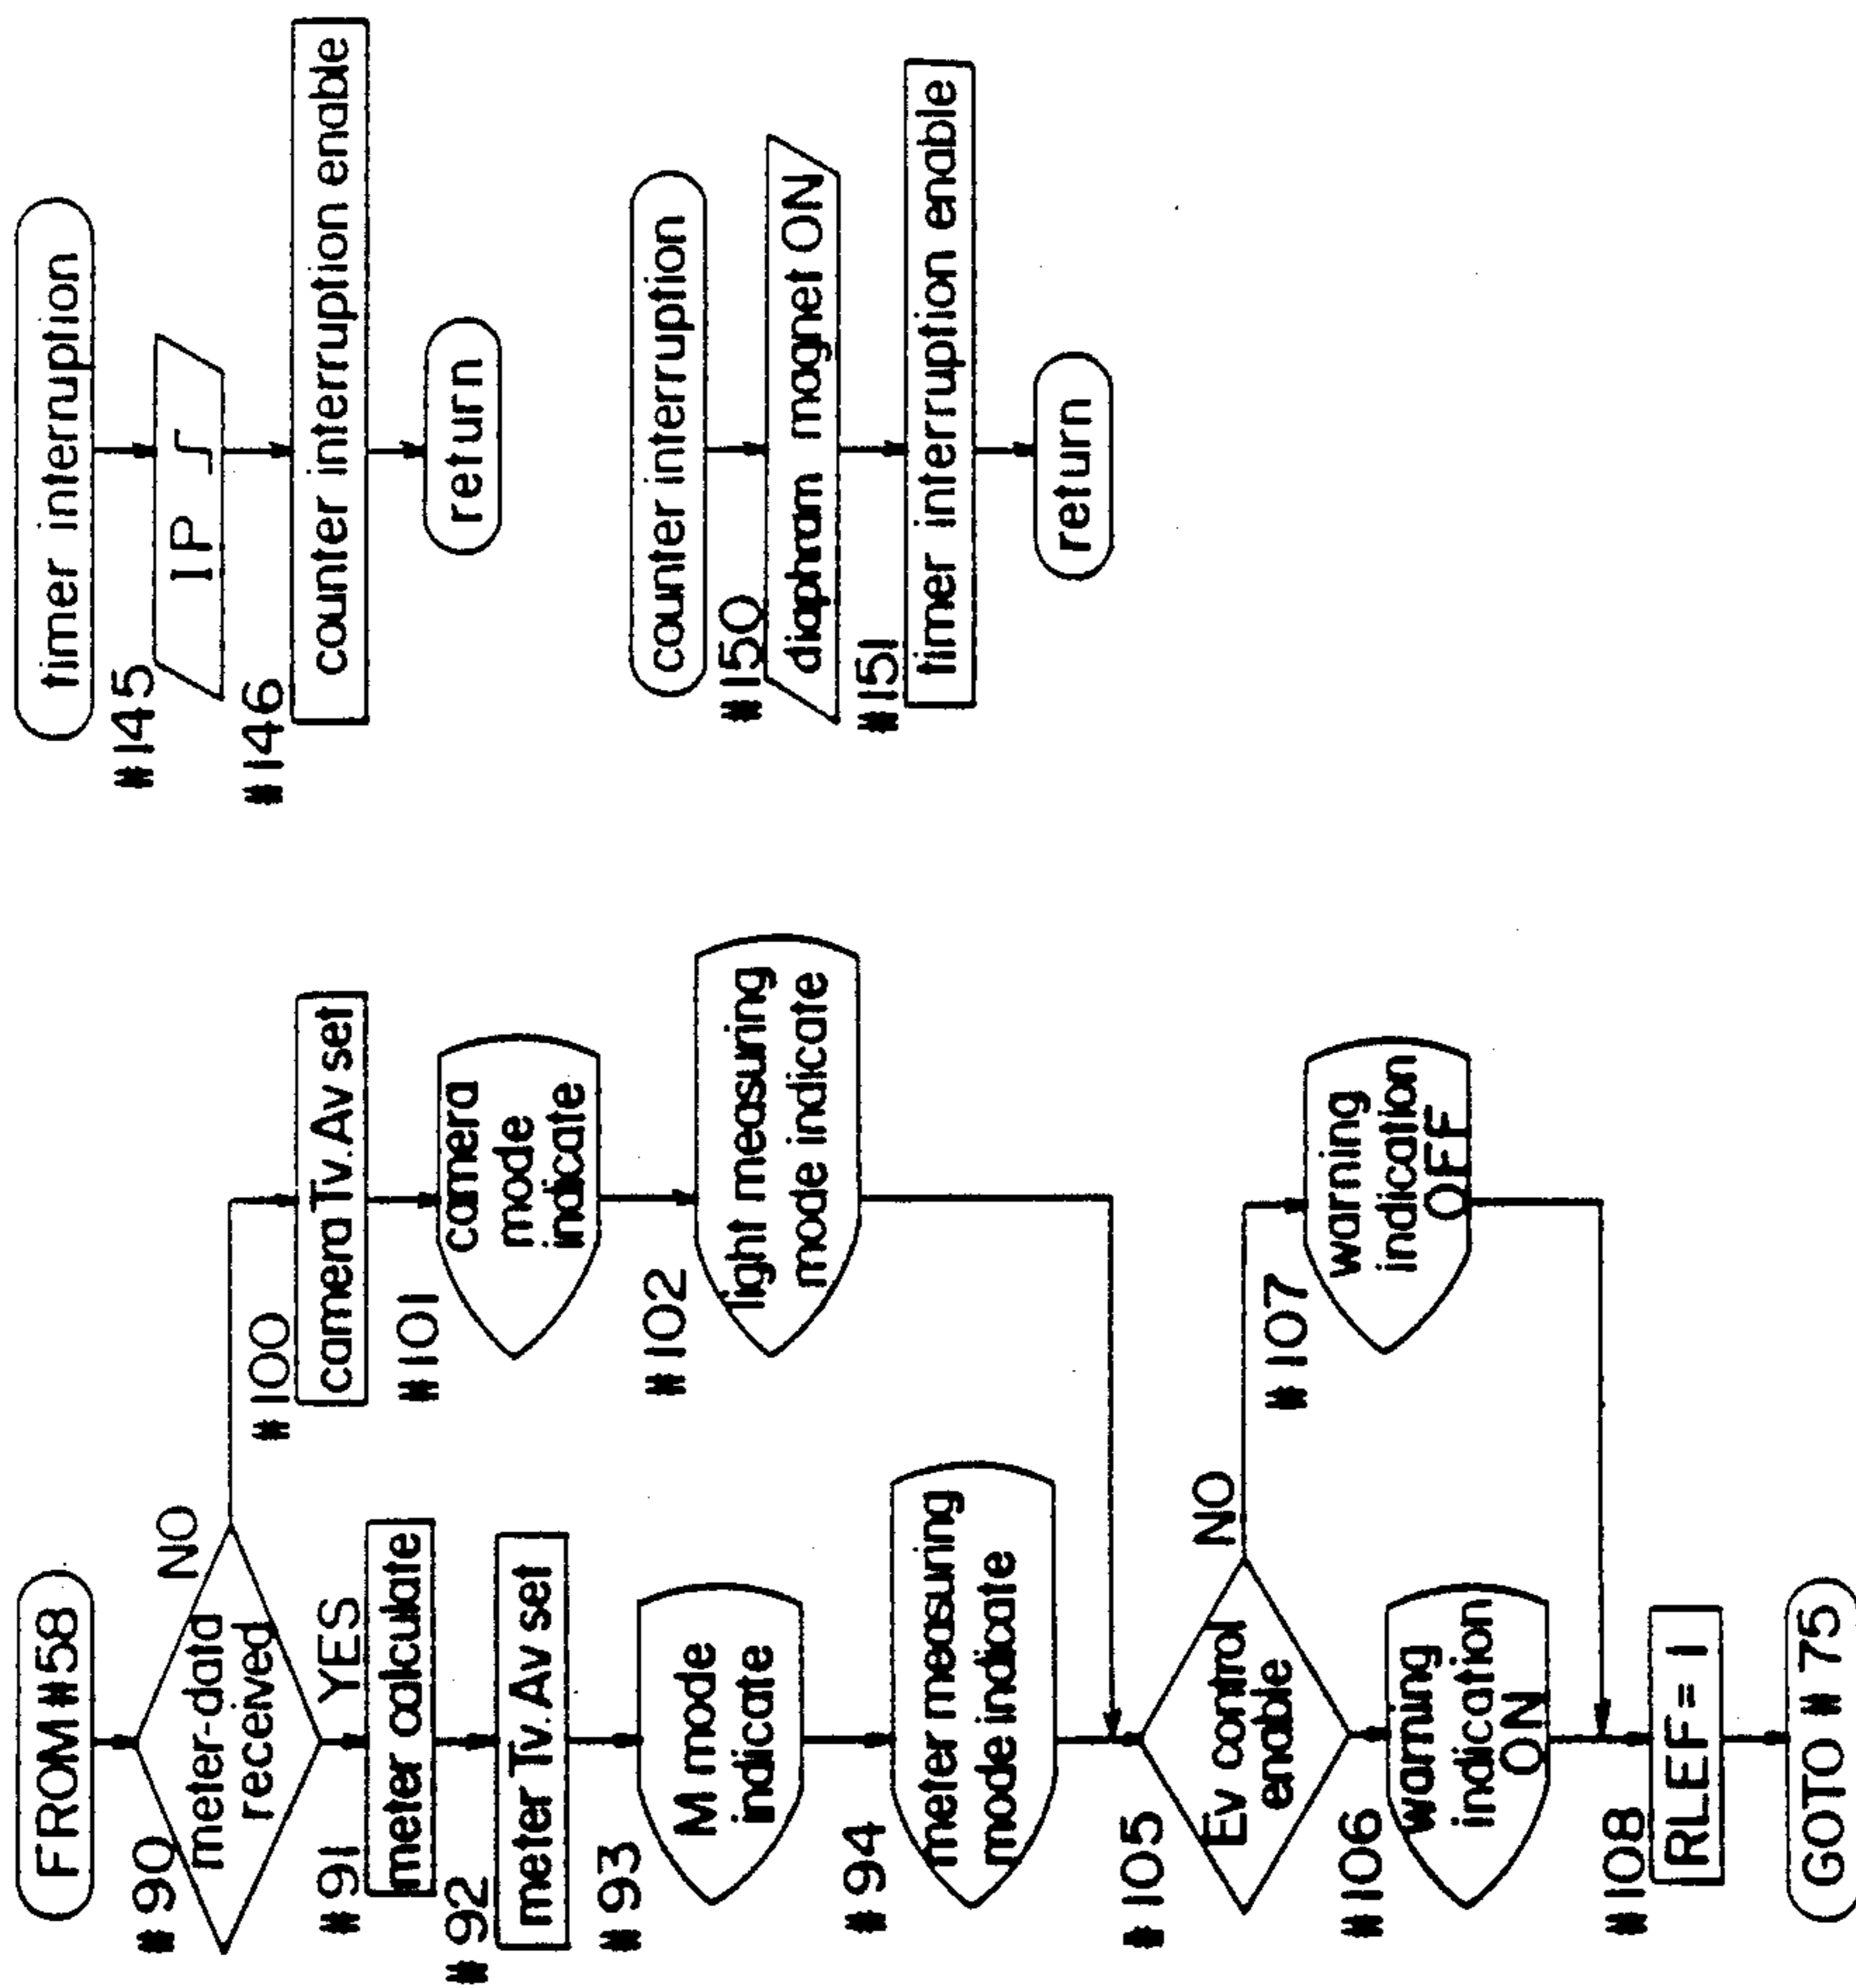 FROM #58
#90
meter-data
received
NO
YES
#91
meter calculate
#92
meter Tv.Av set
#93
M mode
indicate
#94
meter measuring
mode indicate
#100
camera Tv.Av set
#101
camera
mode
indicate
#102
light measuring
mode indicate
#105
Ev control
enable
NO
#106
warning
indication
ON
#107
warning
indication
OFF
#108
RLEF = 1
GOTO #75
timer interruption
#145
IP
#146
counter interruption enable
return
counter interruption
#150
diaphram mognet ON
#151
timer interruption enable
return